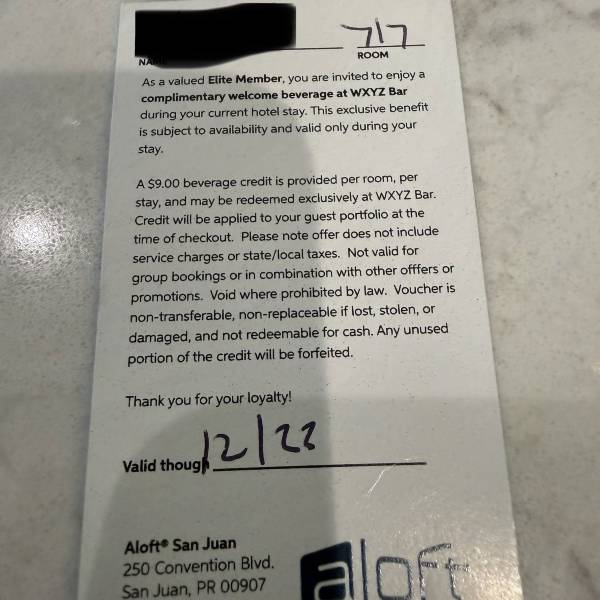 717
NA
ROOM
As a valued Elite Member, you are invited to enjoy a
complimentary welcome beverage at WXYZ Bar
during your current hotel stay. This exclusive benefit
is subject to availability and valid only during your
stay.
A $9.00 beverage credit is provided per room, per
stay, and may be redeemed exclusively at WXYZ Bar.
Credit will be applied to your guest portfolio at the
time of checkout. Please note offer does not include
service charges or state/local taxes. Not valid for
group bookings or in combination with other offfers or
promotions. Void where prohibited by law. Voucher is
non-transferable, non-replaceable if lost, stolen, or
damaged, and not redeemable for cash. Any unused
portion of the credit will be forfeited.
Thank you for your loyalty!
Valid though 12/22
Aloft® San Juan
250 Convention Blvd.
San Juan, PR 00907
aloft